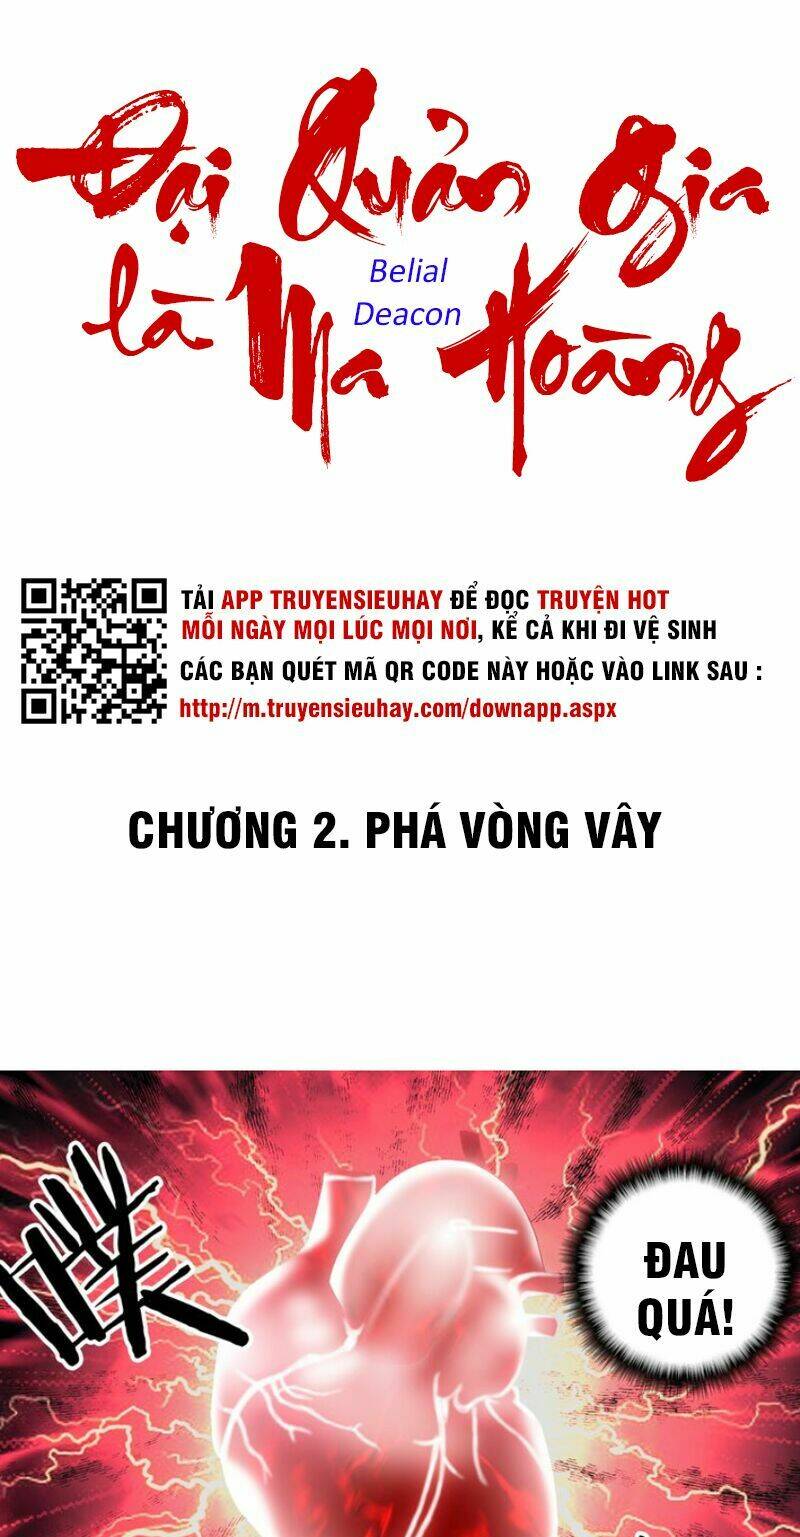 Đại Quản Gia
là Ma Hoàng
Belial
Deacon
TẢI APP TRUYENSIEUHAY ĐỂ ĐỌC TRUYỆN HOT
MỖI NGÀY MỌI LÚC MỌI NƠI, KỂ CẢ KHI ĐI VỆ SINH
CÁC BẠN QUÉT MÃ QR CODE NÀY HOẶC VÀO LINK SAU :
http://m.truyensieuhay.com/downapp.aspx
CHƯƠNG 2. PHÁ VÒNG VÂY
噗
ĐAU
QUÁ!